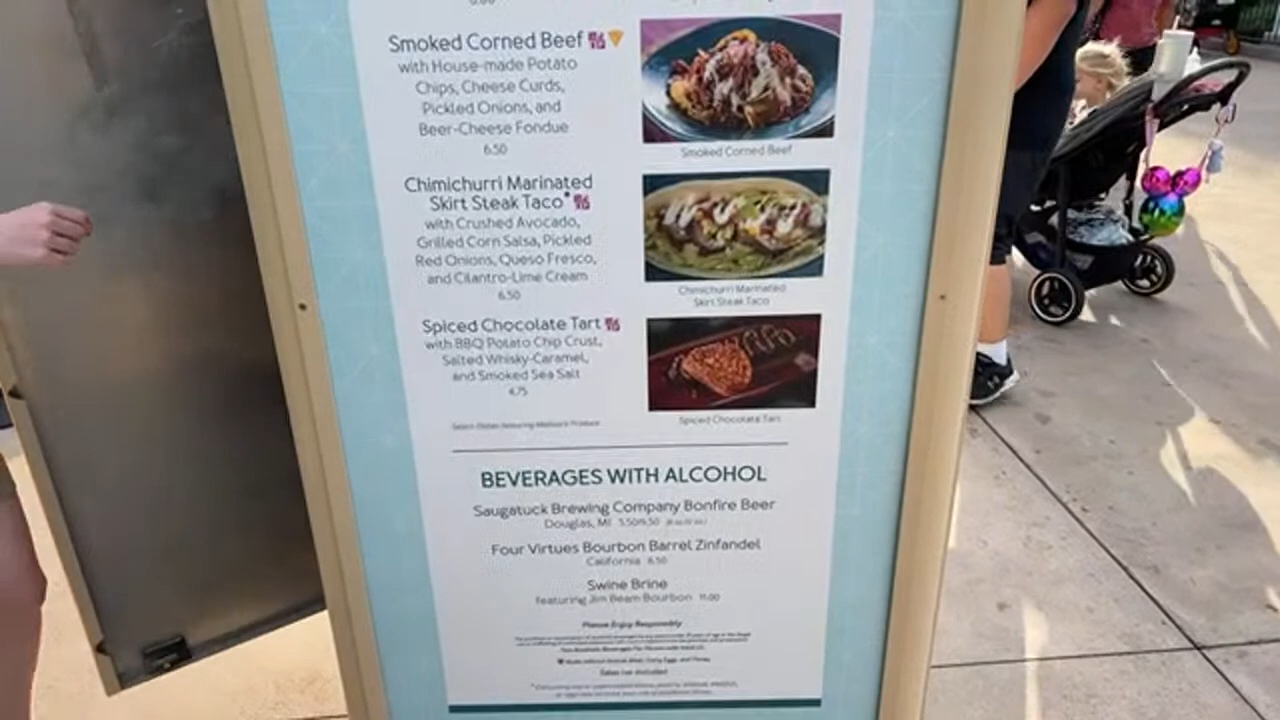 Smoked Corned Beef
with House-made Potato
Chips, Cheese Curds,
Pickled Onions, and
Beer-Cheese Fondue
6.50
Smoked Corned Beef
Chimichurri Marinated
Skirt Steak Taco*
with Crushed Avocado,
Grilled Corn Salsa, Pickled
Red Onions, Queso Fresco,
and Cilantro-Lime Cream
6.50
Chimichurri Marinated
Skirt Steak Taco
Spiced Chocolate Tart
with BBQ Potato Chip Crust,
Salted Whisky-Caramel,
and Smoked Sea Salt
4.75
Spiced Chocolate Tart
BEVERAGES WITH ALCOHOL
Saugatuck Brewing Company Bonfire Beer
Douglas, MI
Four Virtues Bourbon Barrel Zinfandel
California 6.50
Swine Brine
featuring Jim Beam Bourbon 11.00
Please Enjoy Responsibly